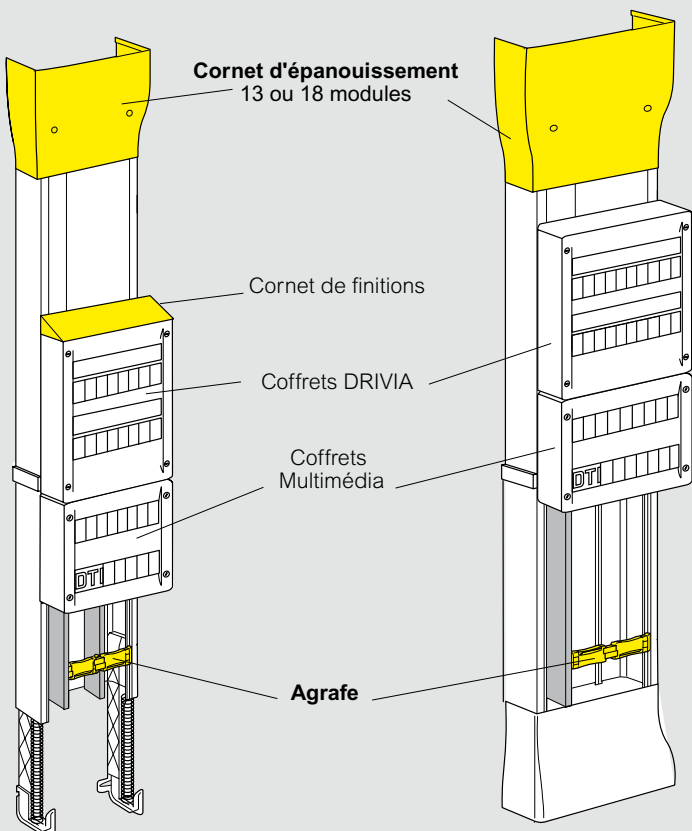 Cornet d'épanouissement
13 ou 18 modules
Cornet de finitions
Coffrets DRIVIA
Coffrets
Multimédia
DTI
DTI
Agrafe